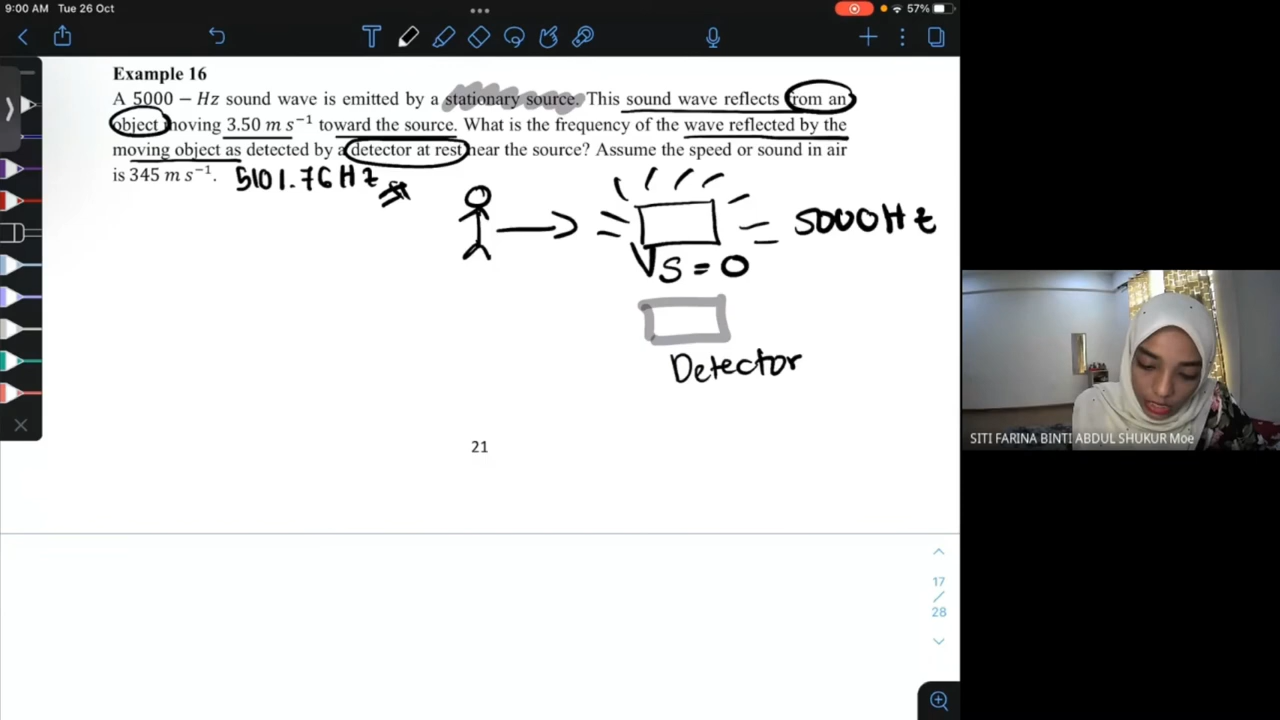 9:00 AM Tue 26 Oct
57%
Example 16
A 5000 – Hz sound wave is emitted by a stationary source. This sound wave reflects from an
object moving 3.50 m s⁻¹ toward the source. What is the frequency of the wave reflected by the
moving object as detected by a detector at rest near the source? Assume the speed or sound in air
is 345 m s⁻¹. 5101.76Hz
5000Hz
Vs = 0
Detector
SITI FARINA BINTI ABDUL SHUKUR Moe
21
17
/
28